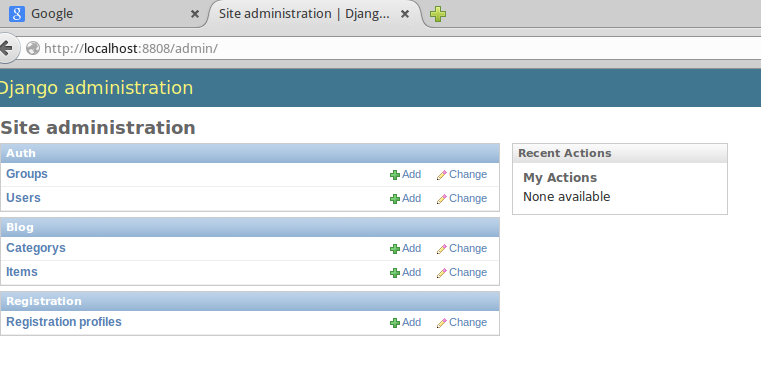 Google
Site administration | Djang...
http://localhost:8808/admin/
Django administration
Site administration
Auth
Groups Add Change
Users Add Change
Blog
Categorys Add Change
Items Add Change
Registration
Registration profiles Add Change
Recent Actions
My Actions
None available